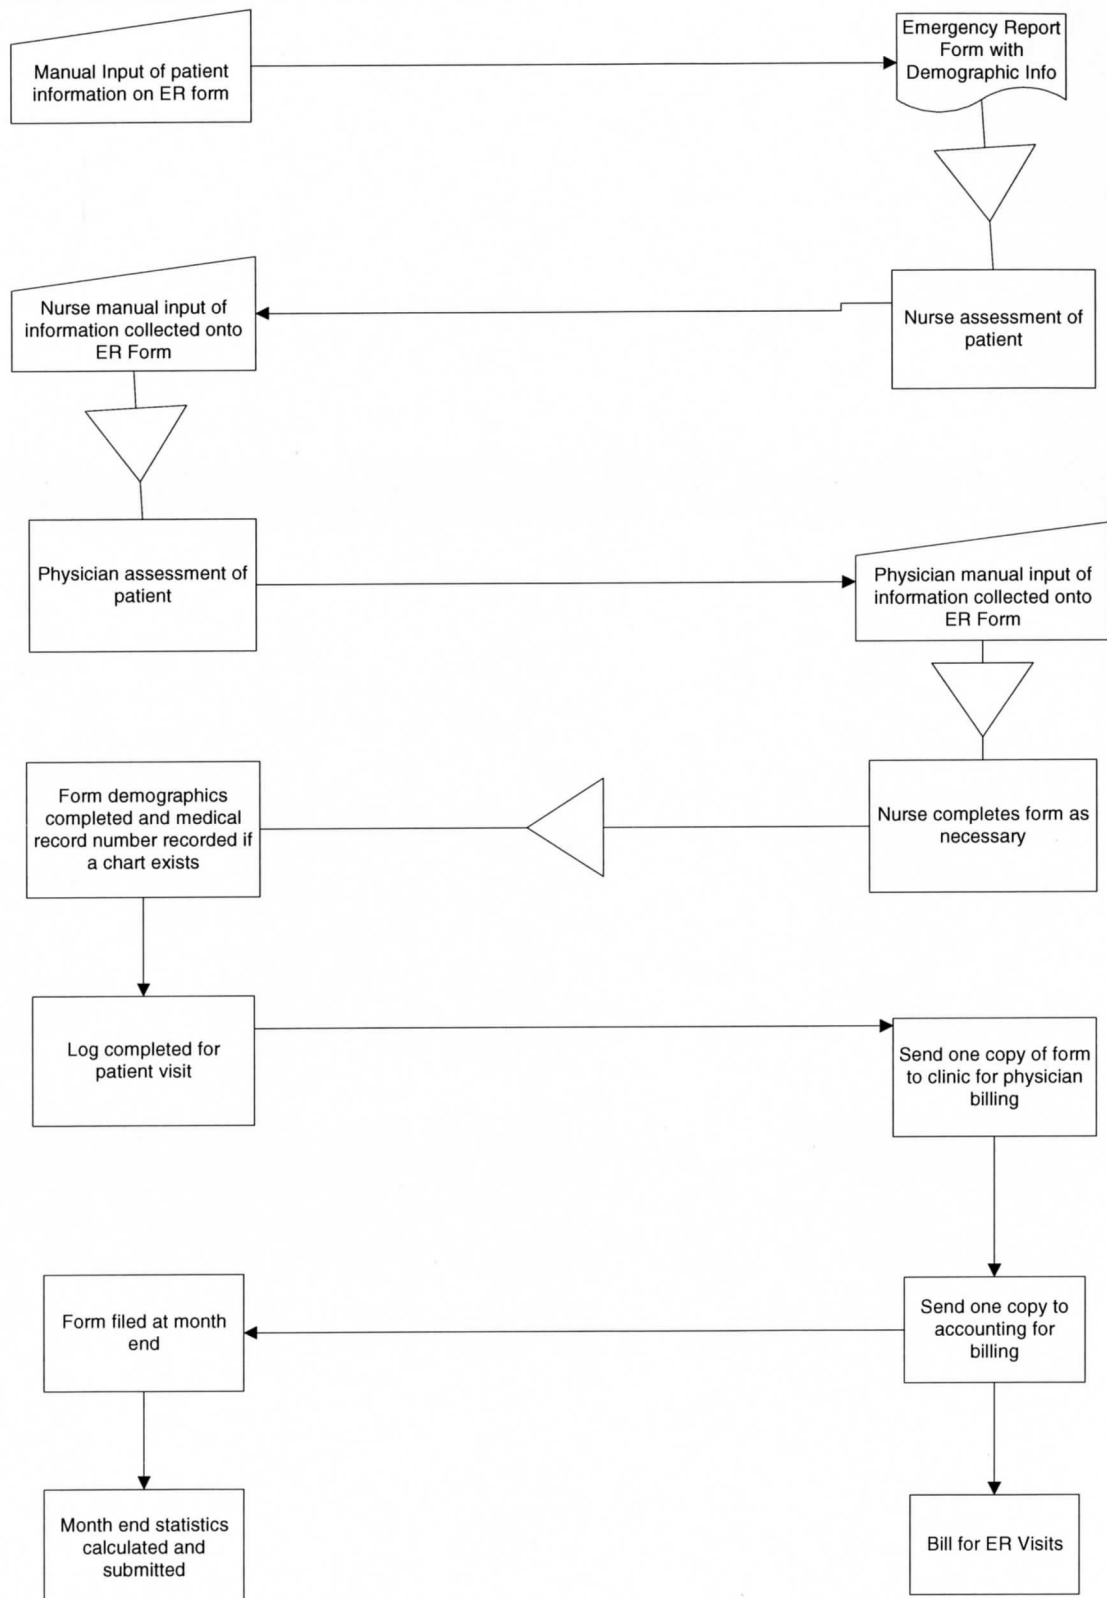 Manual Input of patient
information on ER form
Emergency Report
Form with
Demographic Info
Nurse assessment of
patient
Nurse manual input of
information collected onto
ER Form
Physician assessment of
patient
Physician manual input of
information collected onto
ER Form
Nurse completes form as
necessary
Form demographics
completed and medical
record number recorded if
a chart exists
Log completed for
patient visit
Send one copy of form
to clinic for physician
billing
Send one copy to
accounting for
billing
Form filed at month
end
Month end statistics
calculated and
submitted
Bill for ER Visits